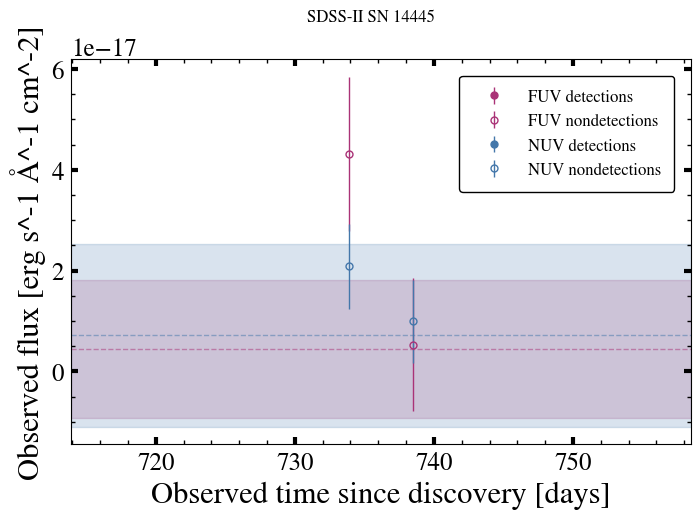 SDSS-II SN 14445
1e−17
Observed flux [erg s^-1 Å^-1 cm^-2]
6
4
2
0
FUV detections
FUV nondetections
NUV detections
NUV nondetections
720
730
740
750
Observed time since discovery [days]